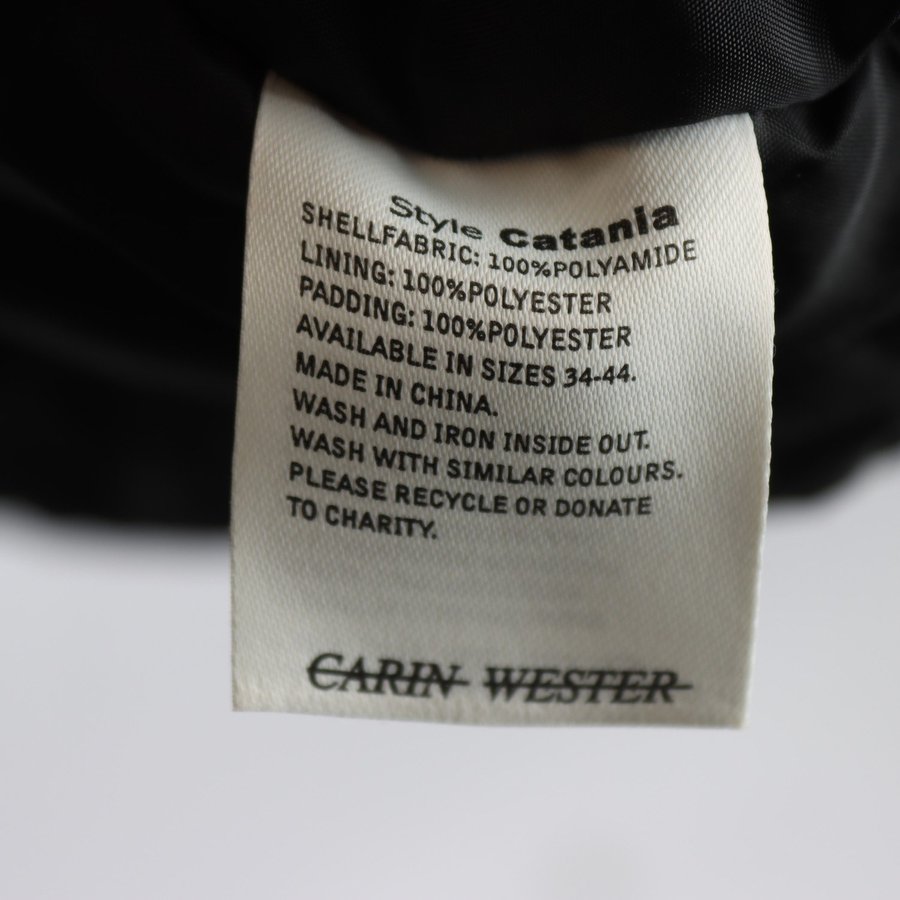 Style Catania
SHELLFABRIC: 100%POLYAMIDE
LINING: 100%POLYESTER
PADDING: 100%POLYESTER
AVAILABLE IN SIZES 34-44.
MADE IN CHINA.
WASH AND IRON INSIDE OUT.
WASH WITH SIMILAR COLOURS.
PLEASE RECYCLE OR DONATE
TO CHARITY.
CARIN WESTER